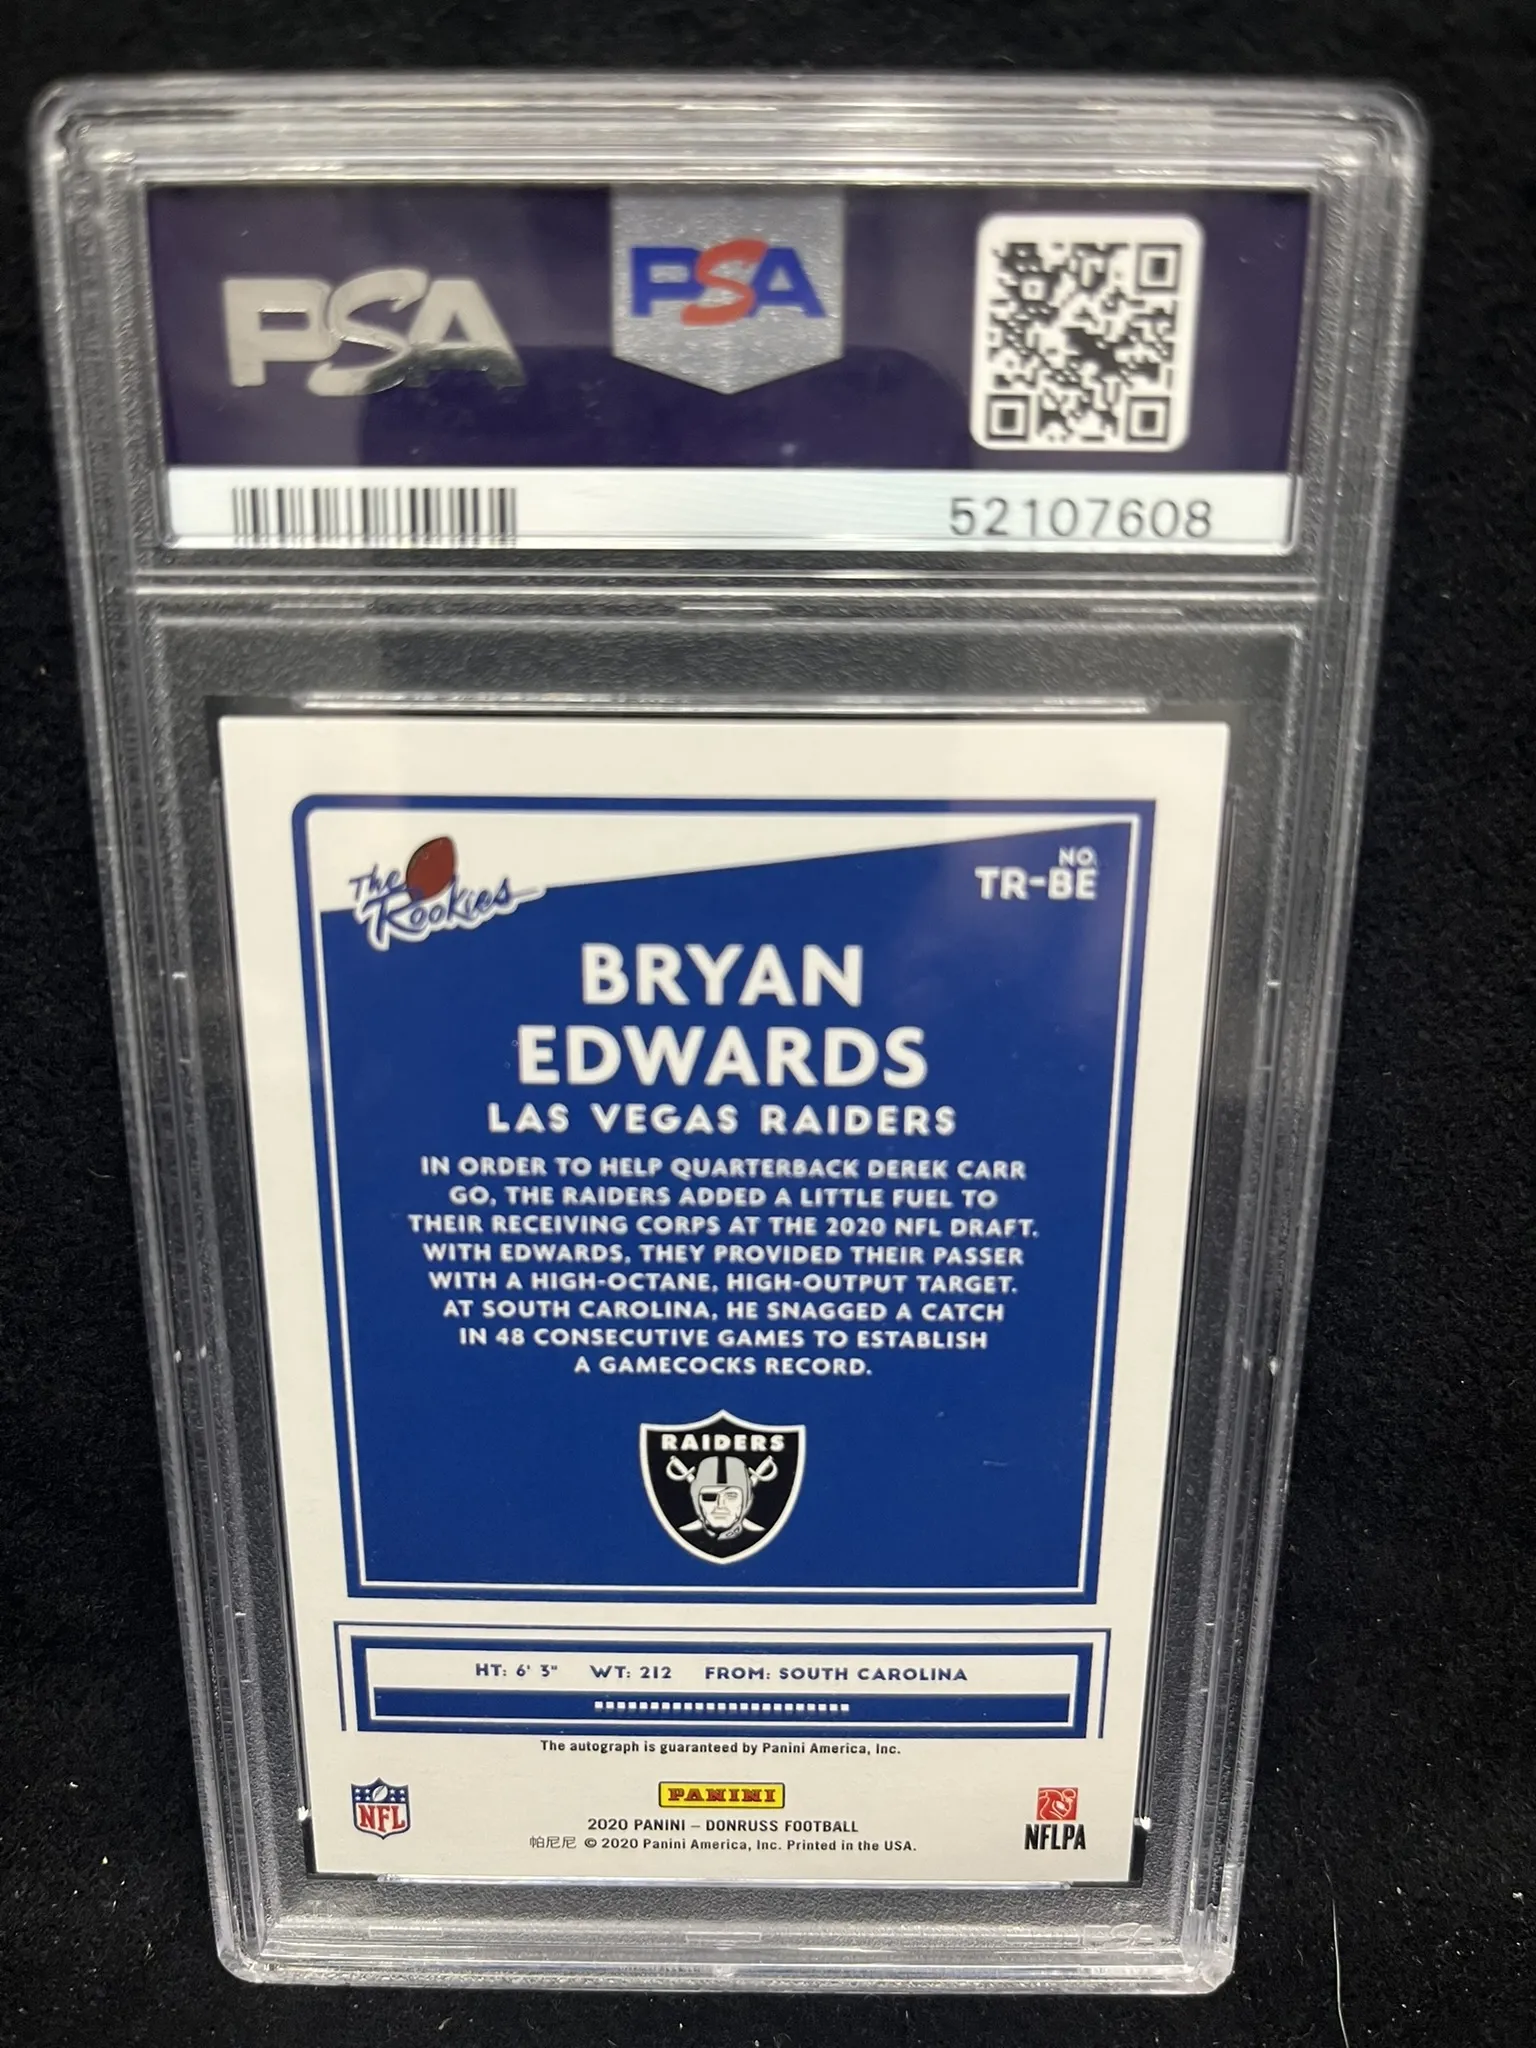 PSA
PSA
52107608
The Rookies
NO.
TR-BE
BRYAN
EDWARDS
LAS VEGAS RAIDERS
IN ORDER TO HELP QUARTERBACK DEREK CARR
GO, THE RAIDERS ADDED A LITTLE FUEL TO
THEIR RECEIVING CORPS AT THE 2020 NFL DRAFT.
WITH EDWARDS, THEY PROVIDED THEIR PASSER
WITH A HIGH-OCTANE, HIGH-OUTPUT TARGET.
AT SOUTH CAROLINA, HE SNAGGED A CATCH
IN 48 CONSECUTIVE GAMES TO ESTABLISH
A GAMECOCKS RECORD.
RAIDERS
HT: 6' 3" WT: 212 FROM: SOUTH CAROLINA
The autograph is guaranteed by Panini America, Inc.
NFL
PANINI
2020 PANINI – DONRUSS FOOTBALL
帕尼尼 © 2020 Panini America, Inc. Printed in the USA.
NFLPA